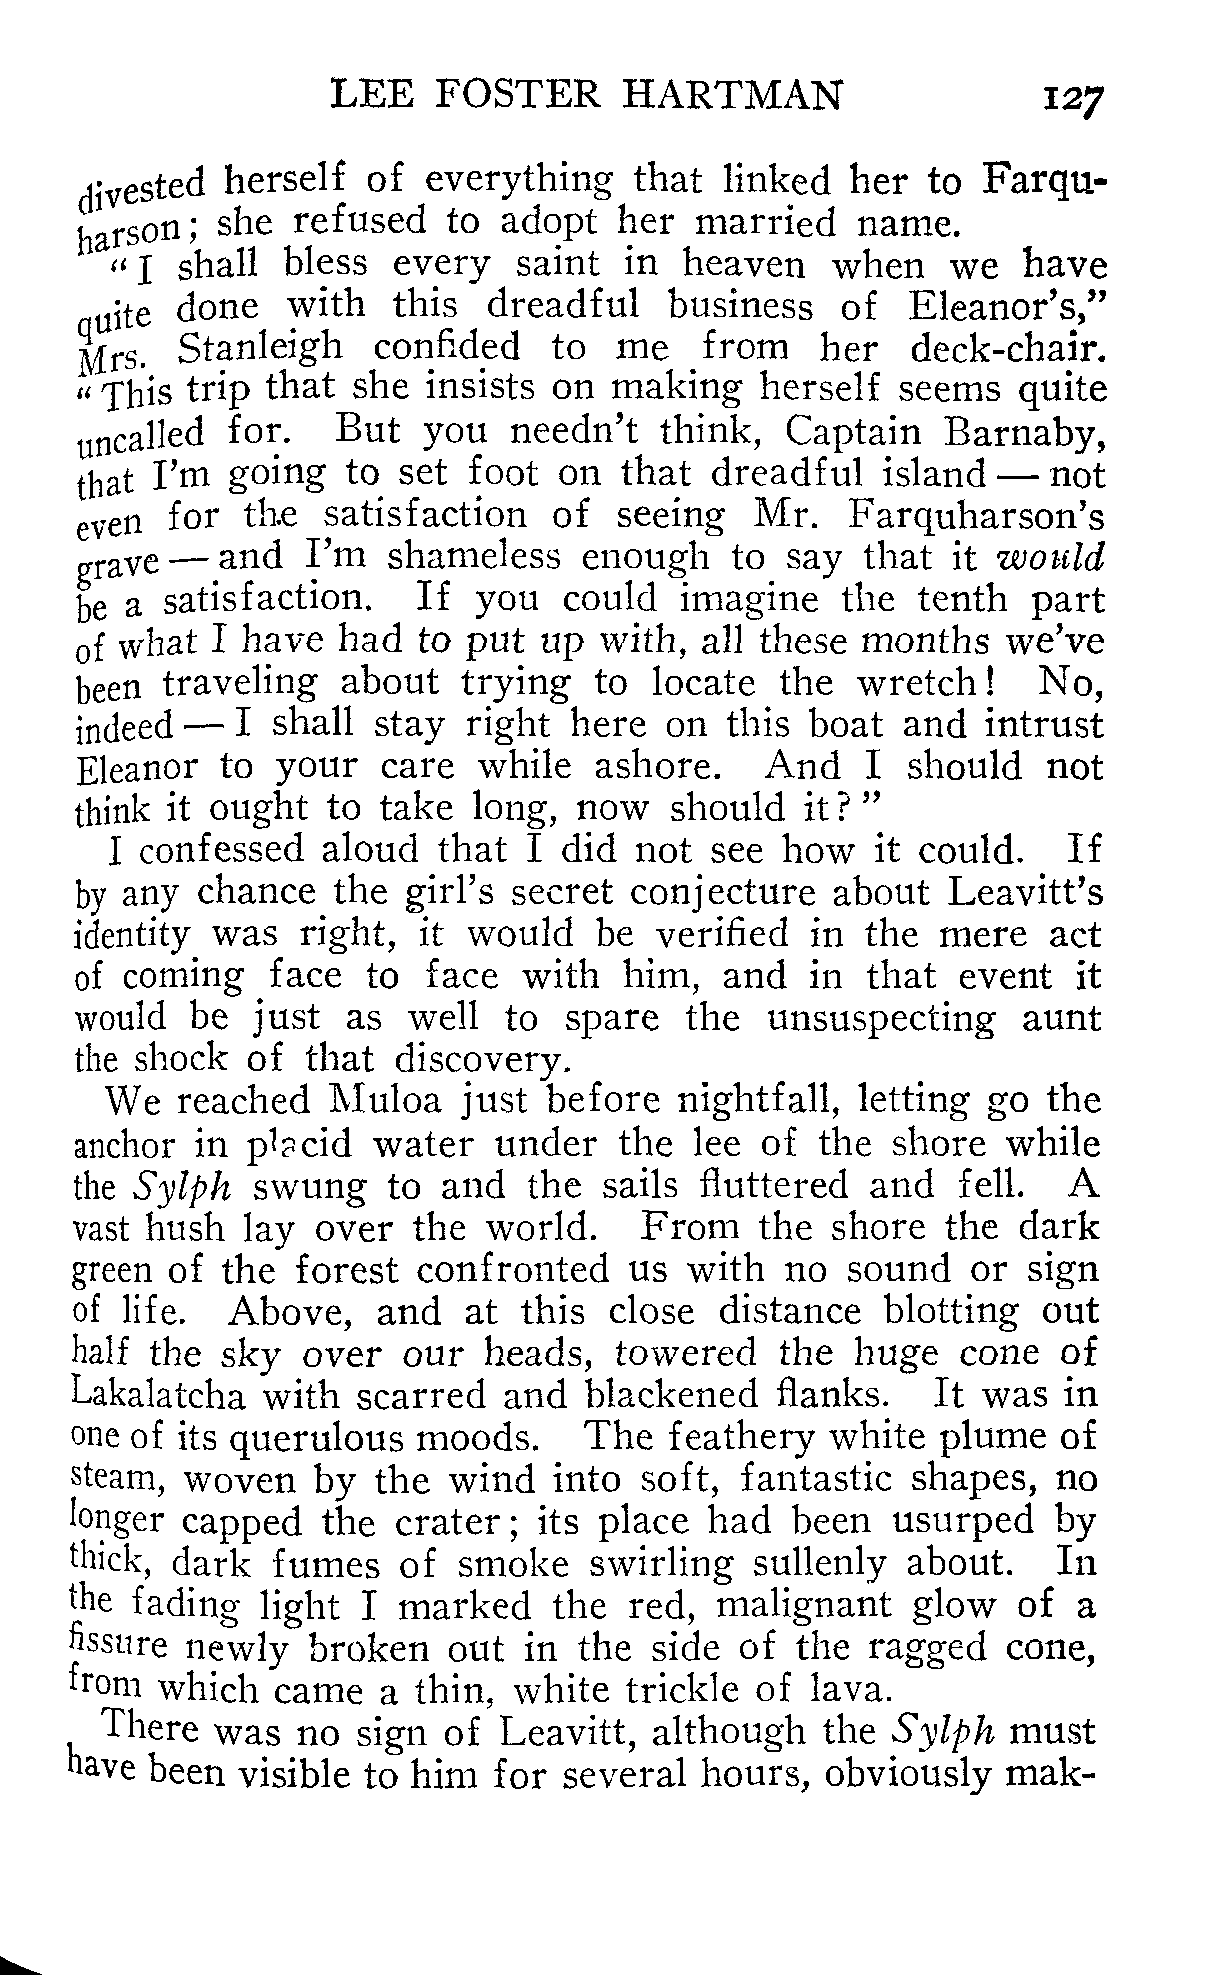 LEE FOSTER HARTMAN 127
divested herself of everything that linked her to Farqu-
harson; she refused to adopt her married name.
"I shall bless every saint in heaven when we have
quite done with this dreadful business of Eleanor's,"
Mrs. Stanleigh confided to me from her deck-chair.
"This trip that she insists on making herself seems quite
uncalled for. But you needn't think, Captain Barnaby,
that I'm going to set foot on that dreadful island — not
even for the satisfaction of seeing Mr. Farquharson's
grave — and I'm shameless enough to say that it would
be a satisfaction. If you could imagine the tenth part
of what I have had to put up with, all these months we've
been traveling about trying to locate the wretch! No,
indeed — I shall stay right here on this boat and intrust
Eleanor to your care while ashore. And I should not
think it ought to take long, now should it?"
I confessed aloud that I did not see how it could. If
by any chance the girl's secret conjecture about Leavitt's
identity was right, it would be verified in the mere act
of coming face to face with him, and in that event it
would be just as well to spare the unsuspecting aunt
the shock of that discovery.
We reached Muloa just before nightfall, letting go the
anchor in placid water under the lee of the shore while
the Sylph swung to and the sails fluttered and fell. A
vast hush lay over the world. From the shore the dark
green of the forest confronted us with no sound or sign
of life. Above, and at this close distance blotting out
half the sky over our heads, towered the huge cone of
Lakalatcha with scarred and blackened flanks. It was in
one of its querulous moods. The feathery white plume of
steam, woven by the wind into soft, fantastic shapes, no
longer capped the crater; its place had been usurped by
thick, dark fumes of smoke swirling sullenly about. In
the fading light I marked the red, malignant glow of a
fissure newly broken out in the side of the ragged cone,
from which came a thin, white trickle of lava.
There was no sign of Leavitt, although the Sylph must
have been visible to him for several hours, obviously mak-